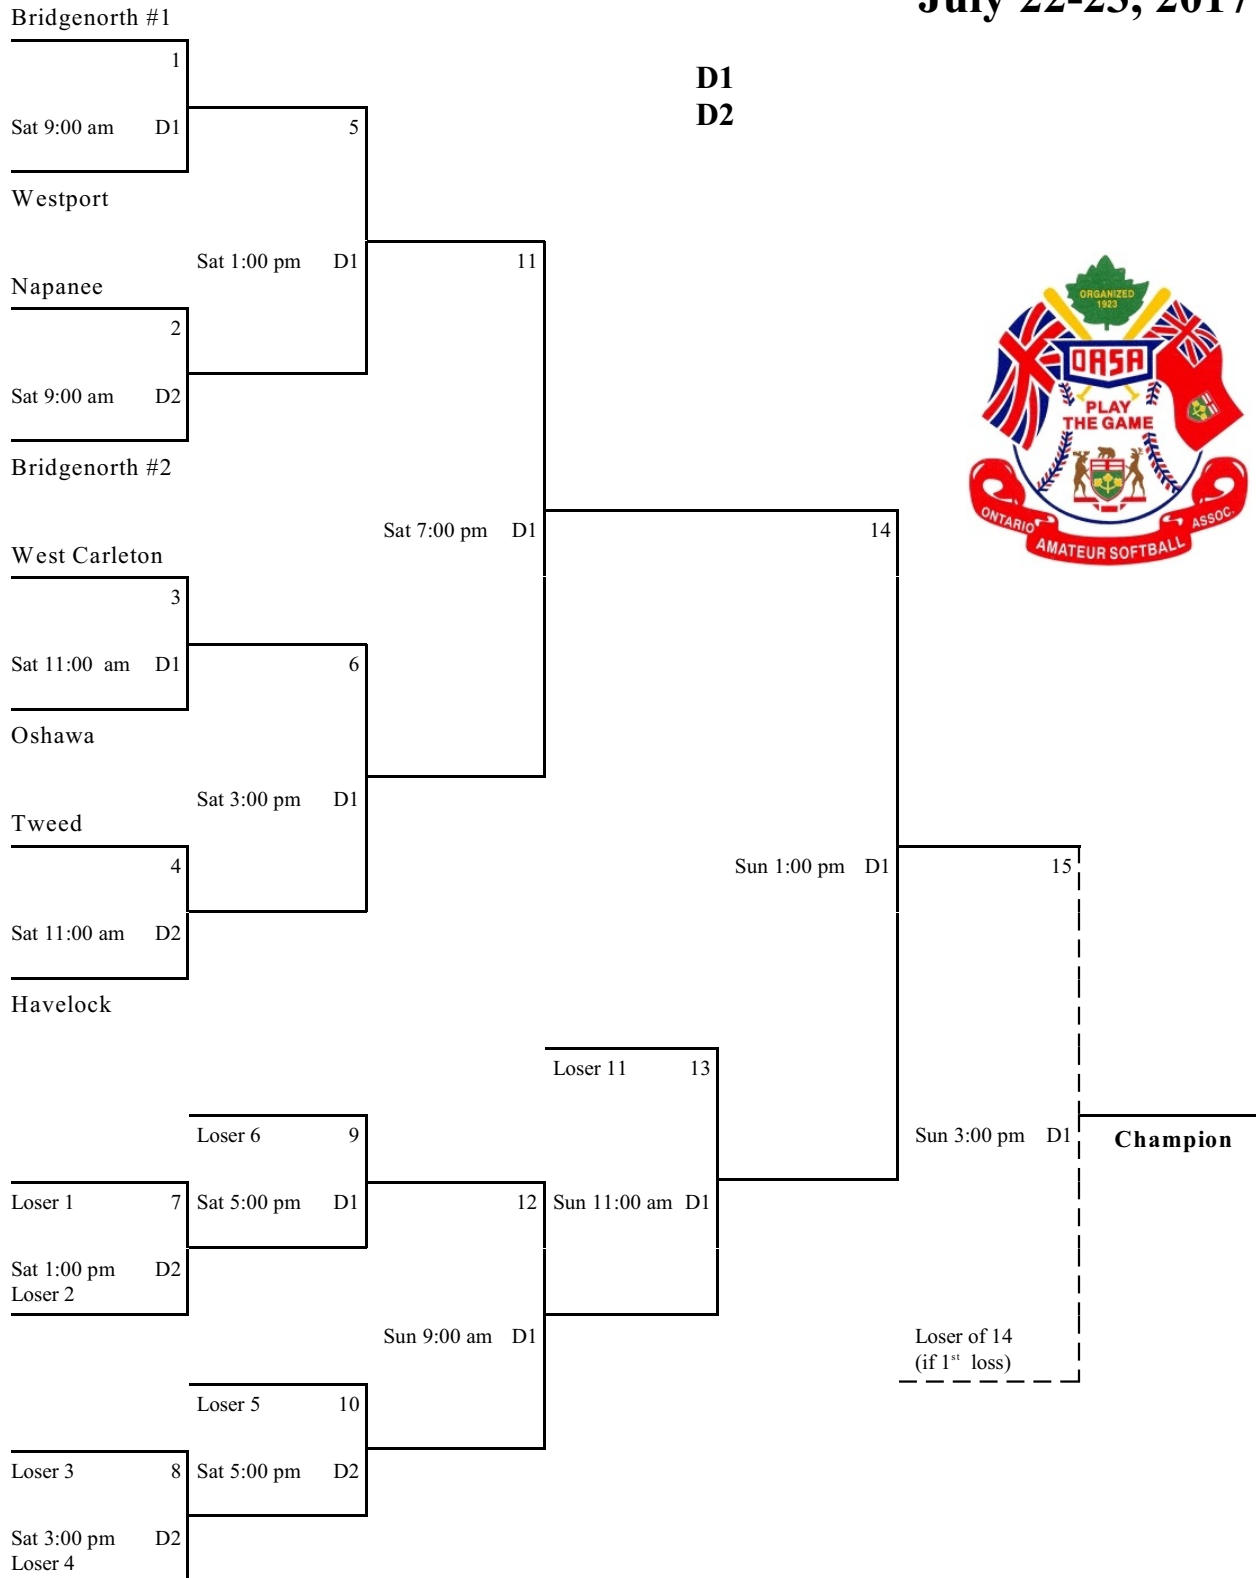 July 22-23, 2017
Bridgenorth #1
1
D1
D2
Sat 9:00 am D1
5
Westport
Sat 1:00 pm D1
11
Napanee
2
Sat 9:00 am D2
Bridgenorth #2
Sat 7:00 pm D1
14
West Carleton
3
Sat 11:00 am D1
6
Oshawa
Sat 3:00 pm D1
Tweed
4
Sun 1:00 pm D1
15
Sat 11:00 am D2
Havelock
Loser 11 13
Loser 6 9
Sun 3:00 pm D1
Champion
Loser 1 7
Sat 5:00 pm D1
12
Sun 11:00 am D1
Sat 1:00 pm D2
Loser 2
Sun 9:00 am D1
Loser of 14
(if 1st loss)
Loser 5 10
Loser 3 8
Sat 5:00 pm D2
Sat 3:00 pm D2
Loser 4
ORGANIZED
1923
OASA
PLAY
THE GAME
ONTARIO
AMATEUR SOFTBALL
ASSOC.